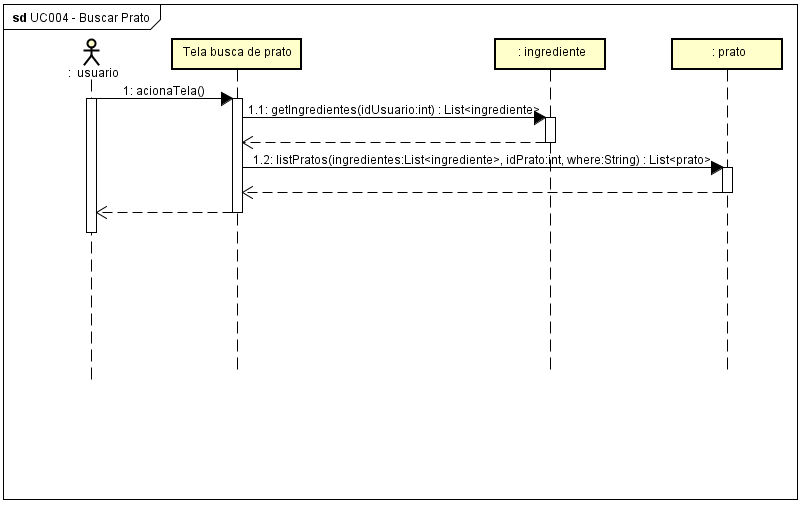 sd UC004 - Buscar Prato
Tela busca de prato
: ingrediente
: prato
: usuario
1: acionaTela()
1.1: getIngredientes(idUsuario:int) : List<ingrediente>
1.2: listPratos(ingredientes:List<ingrediente>, idPrato:int, where:String) : List<prato>